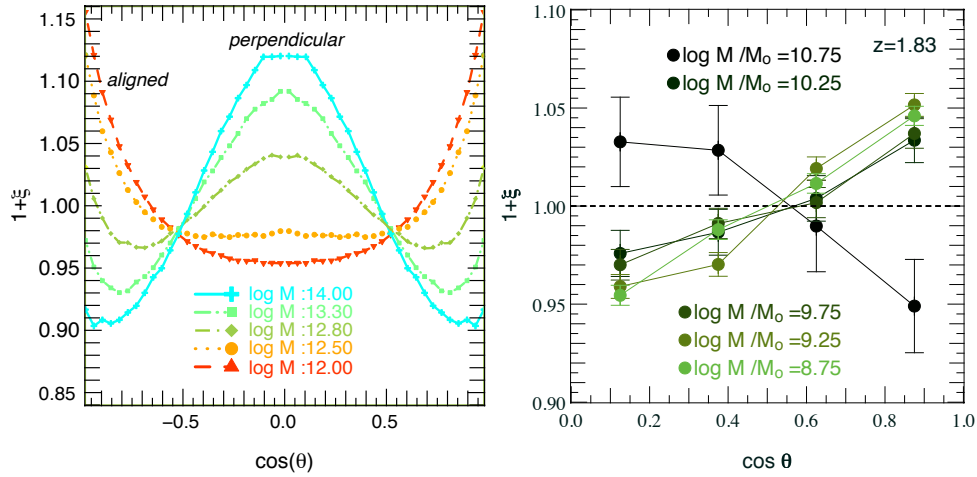 1.15
1.10
1.05
1.00
0.95
0.90
0.85
1+ξ
perpendicular
aligned
log M :14.00
log M :13.30
log M :12.80
log M :12.50
log M :12.00
−0.5
0.0
0.5
cos(θ)
1.10
1.05
1.00
0.95
0.90
1+ξ
log M /Mₒ =10.75
z=1.83
log M /Mₒ =10.25
log M /Mₒ =9.75
log M /Mₒ =9.25
log M /Mₒ =8.75
0.0
0.2
0.4
0.6
0.8
1.0
cos θ